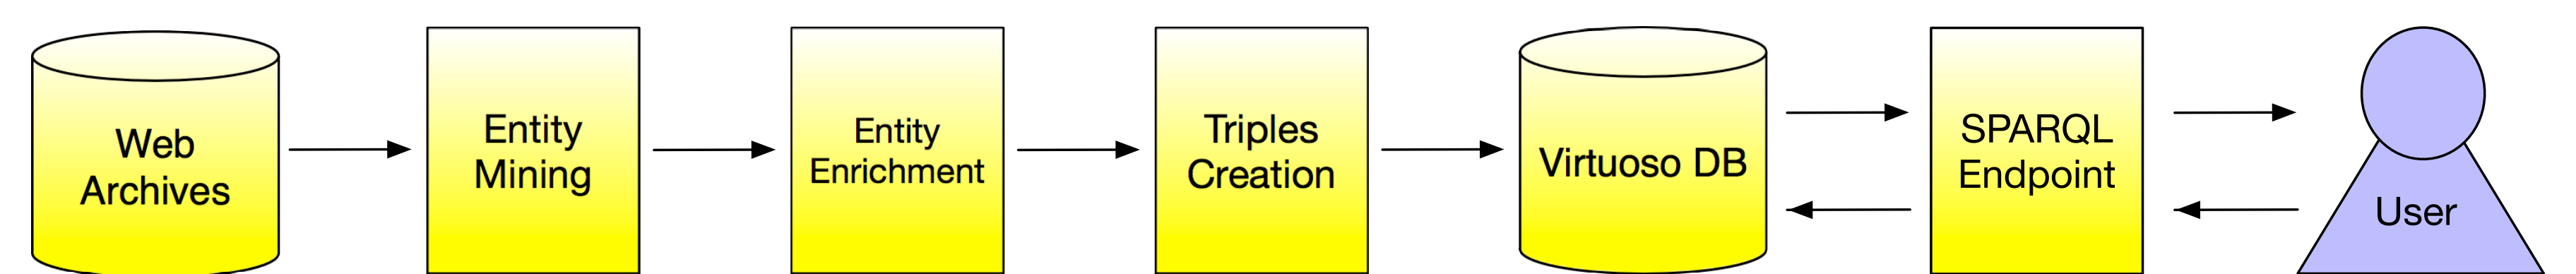 Web
Archives
Entity
Mining
Entity
Enrichment
Triples
Creation
Virtuoso DB
SPARQL
Endpoint
User